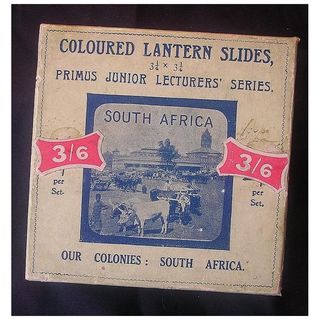 COLOURED LANTERN SLIDES,
3¼ × 3¼
PRIMUS JUNIOR LECTURERS' SERIES.
SOUTH AFRICA
3/6
3/6
per
Set.
per
Set.
OUR COLONIES: SOUTH AFRICA.